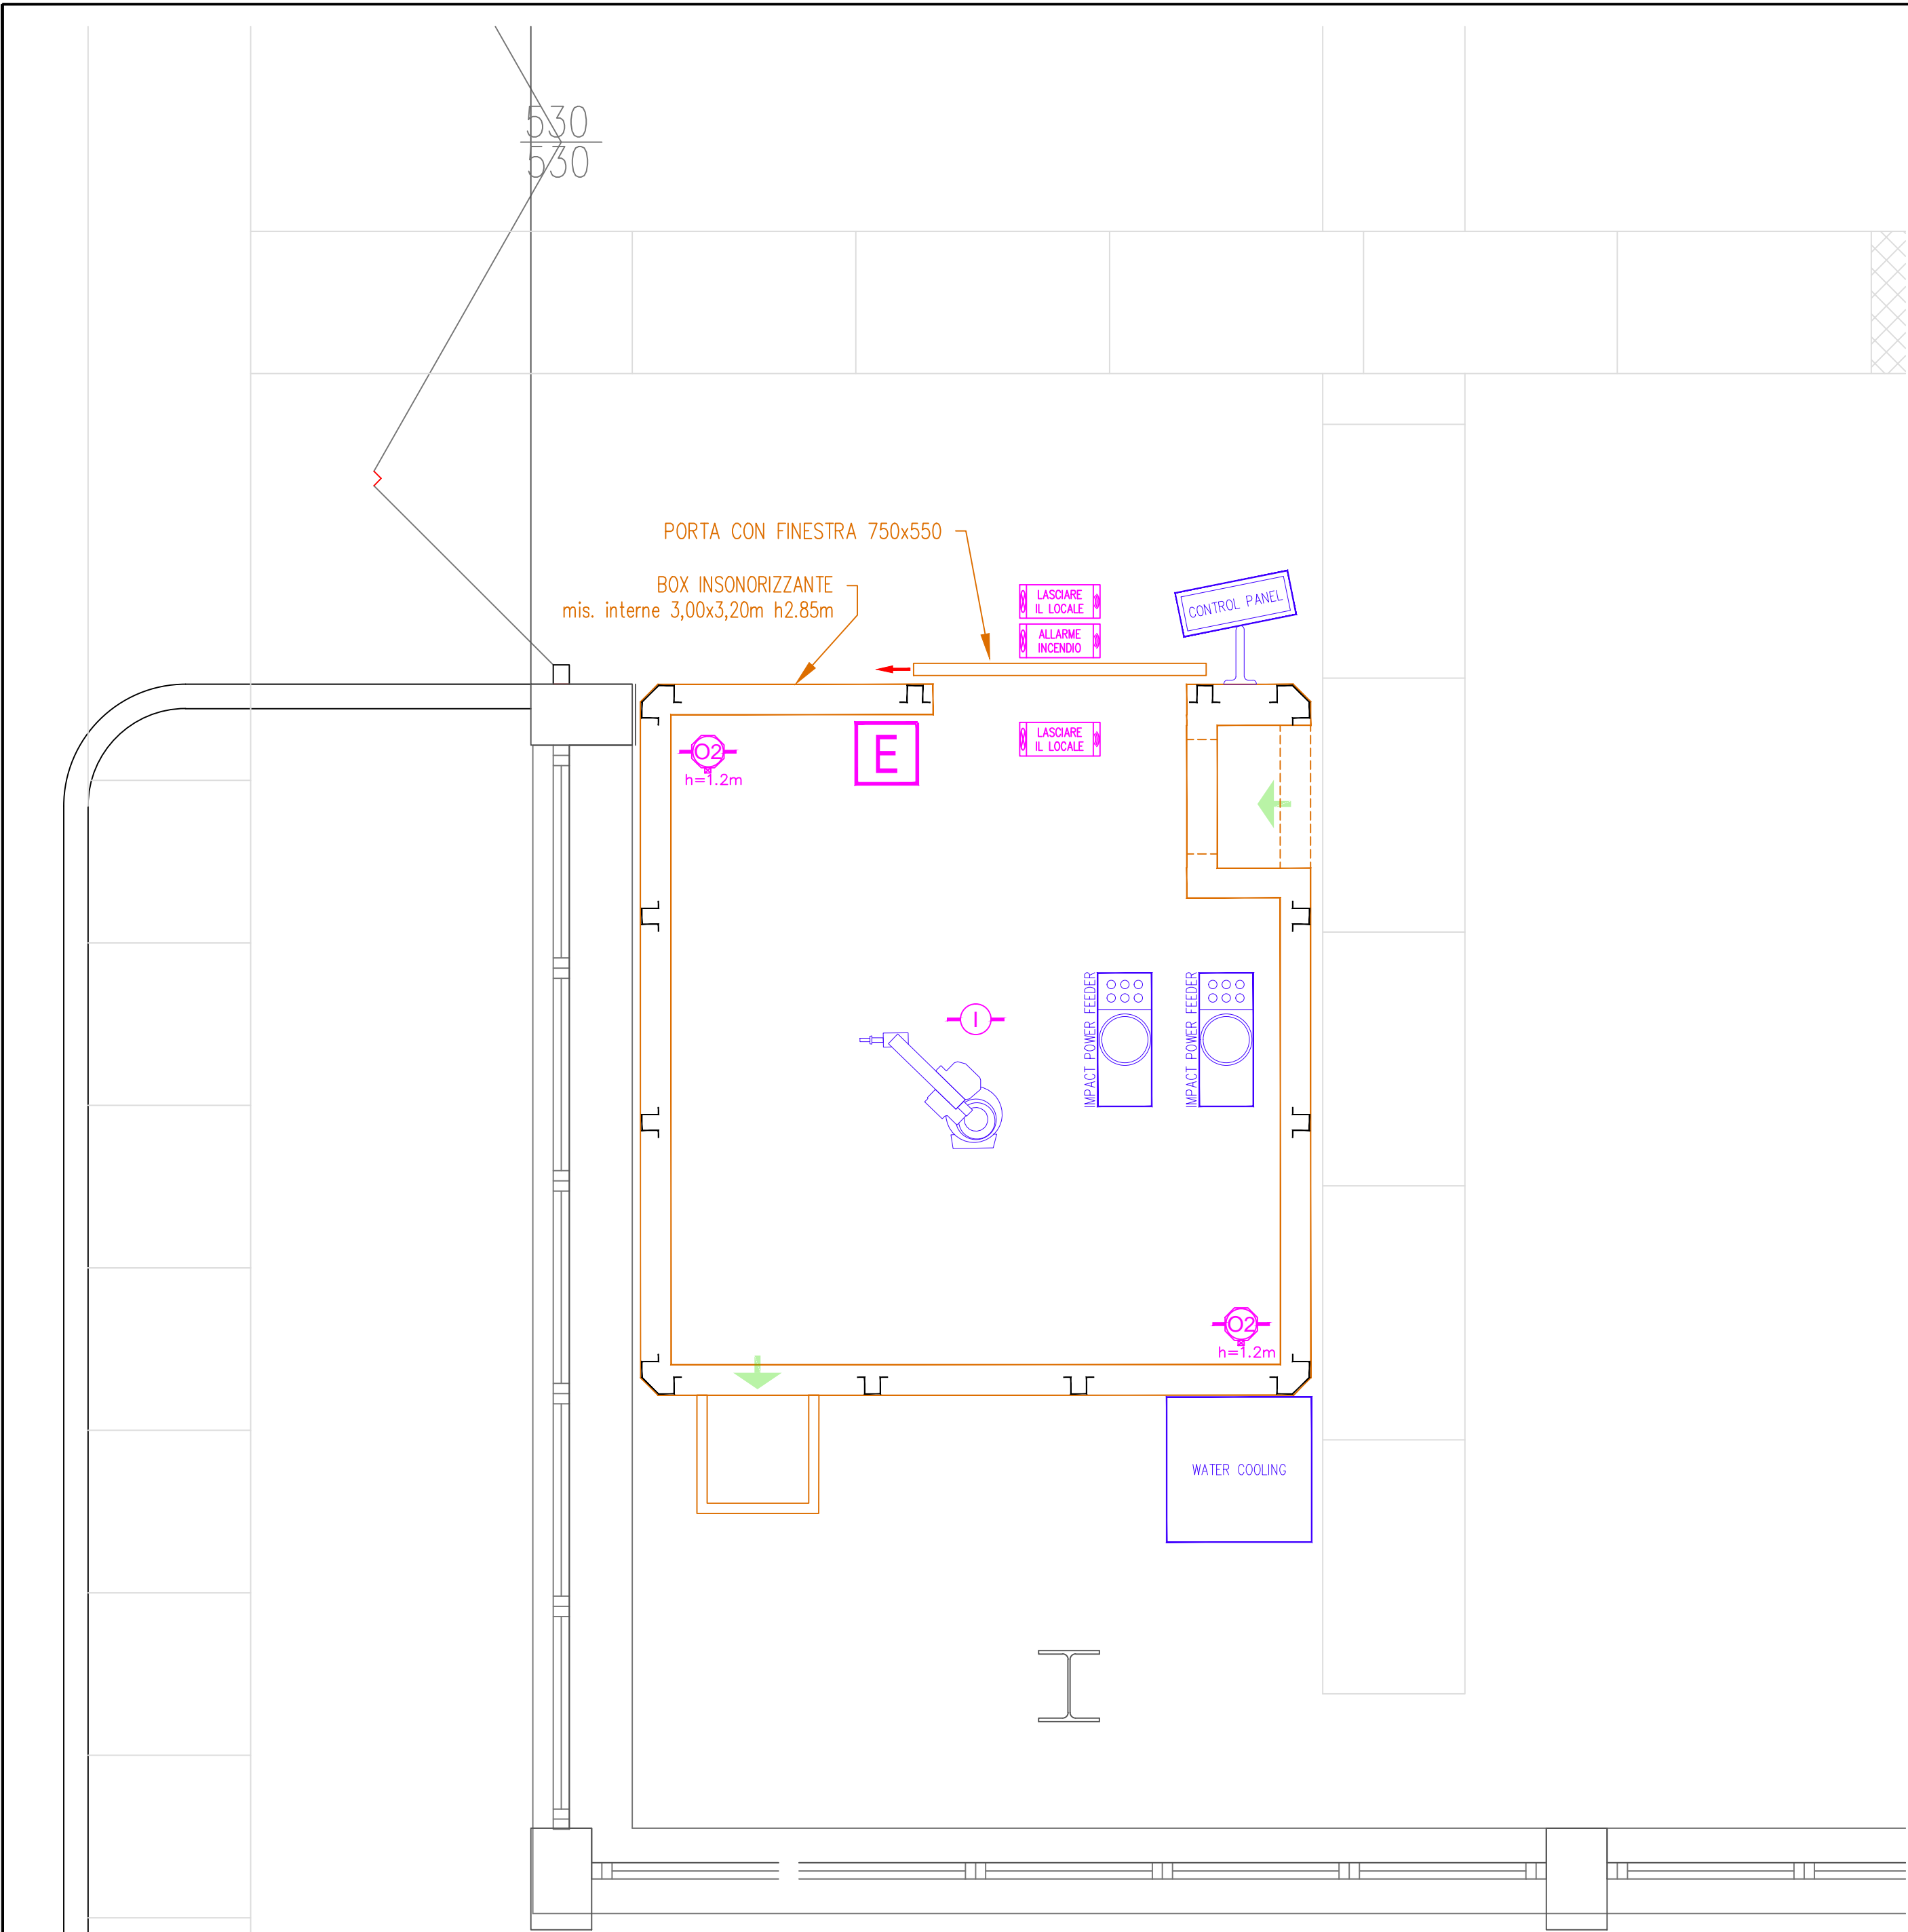 530
530
PORTA CON FINESTRA 750x550
BOX INSONORIZZANTE
mis. interne 3,00x3,20m h2.85m
LASCIARE
IL LOCALE
ALLARME
INCENDIO
CONTROL PANEL
LASCIARE
IL LOCALE
E
O2
h=1.2m
I
IMPACT POWER FEEDER
IMPACT POWER FEEDER
O2
h=1.2m
WATER COOLING